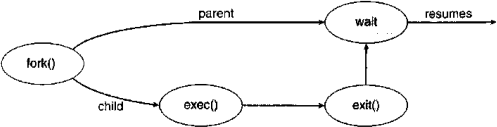 parent
wait
resumes
fork()
child
exec()
exit()